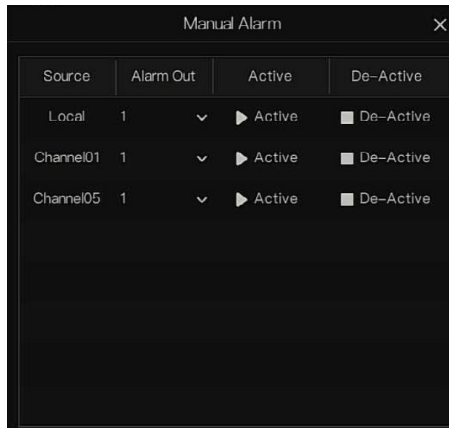 Manual Alarm
Source Alarm Out Active De-Active
Local 1 Active De-Active
Channel01 1 Active De-Active
Channel05 1 Active De-Active